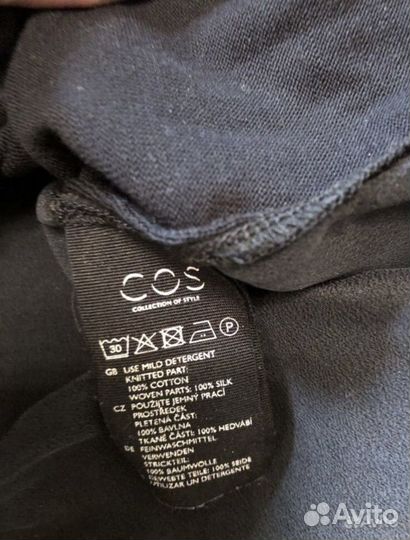 COS
COLLECTION OF STYLE
30 P
GB USE MILD DETERGENT
KNITTED PART:
100% COTTON
WOVEN PARTS: 100% SILK
CZ POUŽIJTE JEMNÝ PRACÍ
PROSTŘEDEK
PLETENÁ ČÁST:
100% BAVLNA
TKANÉ ČÁSTI: 100% HEDVÁBÍ
DE FEINWASCHMITTEL
VERWENDEN
STRICKTEIL:
100% BAUMWOLLE
GEWEBTE TEILE: 100% SEIDE
UTILIZAR UN DETERGENTE
Avito